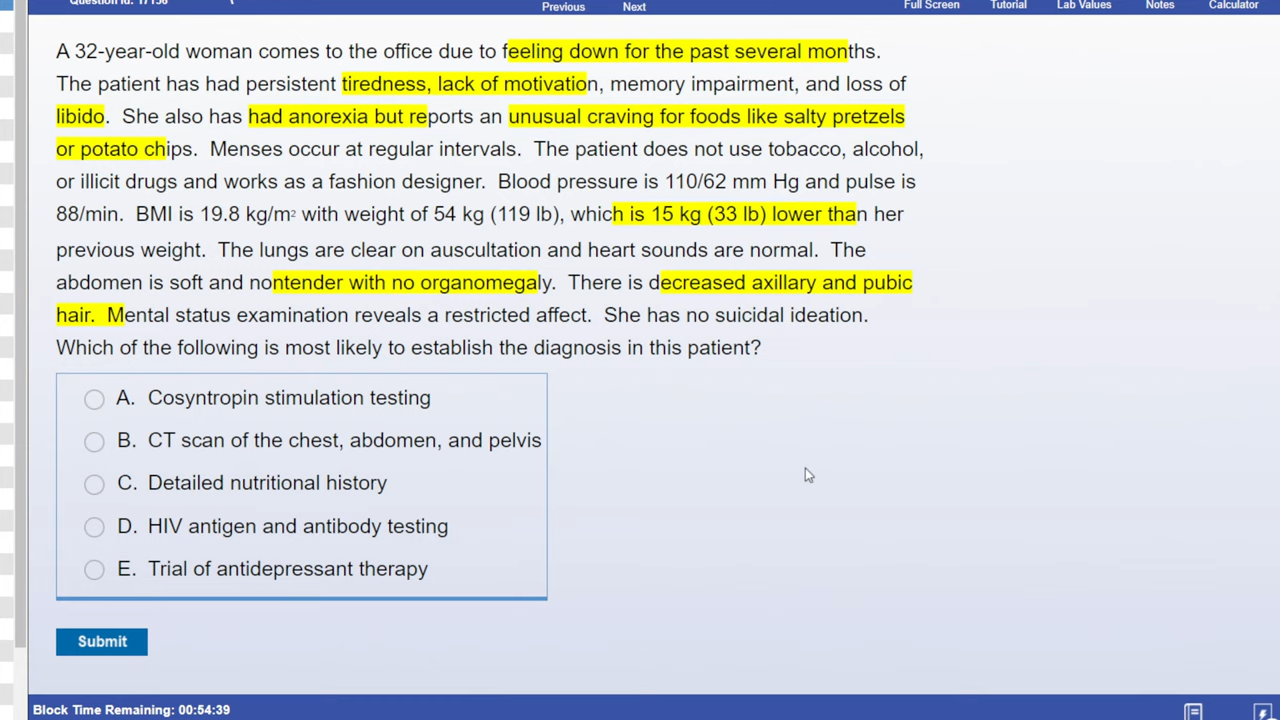 Previous Next Full Screen Tutorial Lab Values Notes Calculator
A 32-year-old woman comes to the office due to feeling down for the past several months.
The patient has had persistent tiredness, lack of motivation, memory impairment, and loss of
libido. She also has had anorexia but reports an unusual craving for foods like salty pretzels
or potato chips. Menses occur at regular intervals. The patient does not use tobacco, alcohol,
or illicit drugs and works as a fashion designer. Blood pressure is 110/62 mm Hg and pulse is
88/min. BMI is 19.8 kg/m² with weight of 54 kg (119 lb), which is 15 kg (33 lb) lower than her
previous weight. The lungs are clear on auscultation and heart sounds are normal. The
abdomen is soft and nontender with no organomegaly. There is decreased axillary and pubic
hair. Mental status examination reveals a restricted affect. She has no suicidal ideation.
Which of the following is most likely to establish the diagnosis in this patient?
A. Cosyntropin stimulation testing
B. CT scan of the chest, abdomen, and pelvis
C. Detailed nutritional history
D. HIV antigen and antibody testing
E. Trial of antidepressant therapy
Submit
Block Time Remaining: 00:54:39